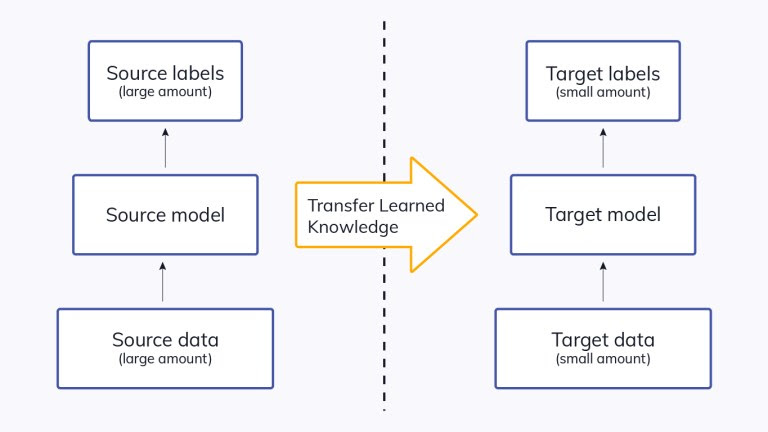 Source labels
(large amount)
Source model
Source data
(large amount)
Transfer Learned
Knowledge
Target labels
(small amount)
Target model
Target data
(small amount)